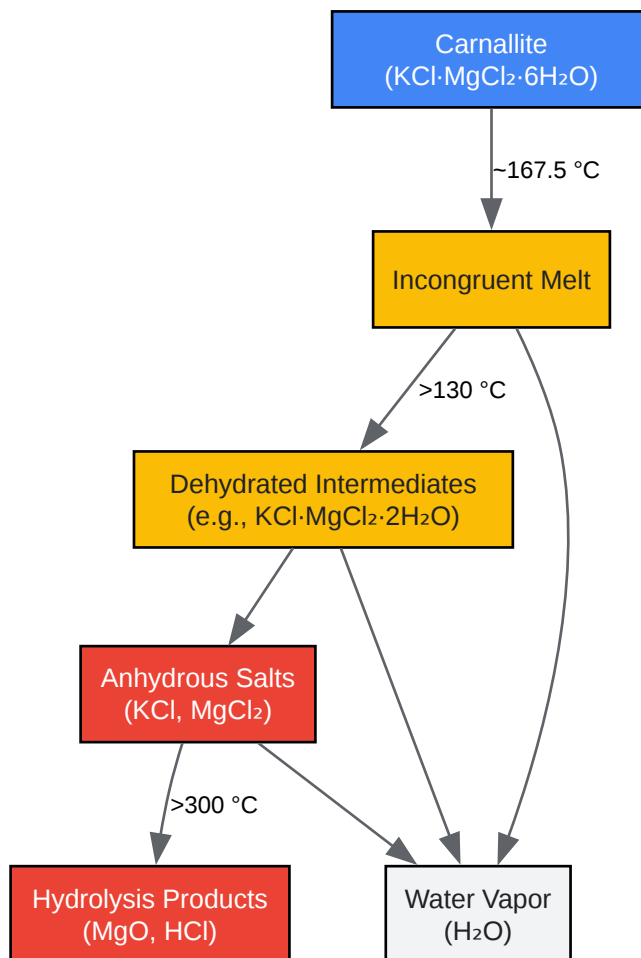 Carnallite
(KCl·MgCl₂·6H₂O)
~167.5 °C
Incongruent Melt
>130 °C
Dehydrated Intermediates
(e.g., KCl·MgCl₂·2H₂O)
Anhydrous Salts
(KCl, MgCl₂)
>300 °C
Hydrolysis Products
(MgO, HCl)
Water Vapor
(H₂O)